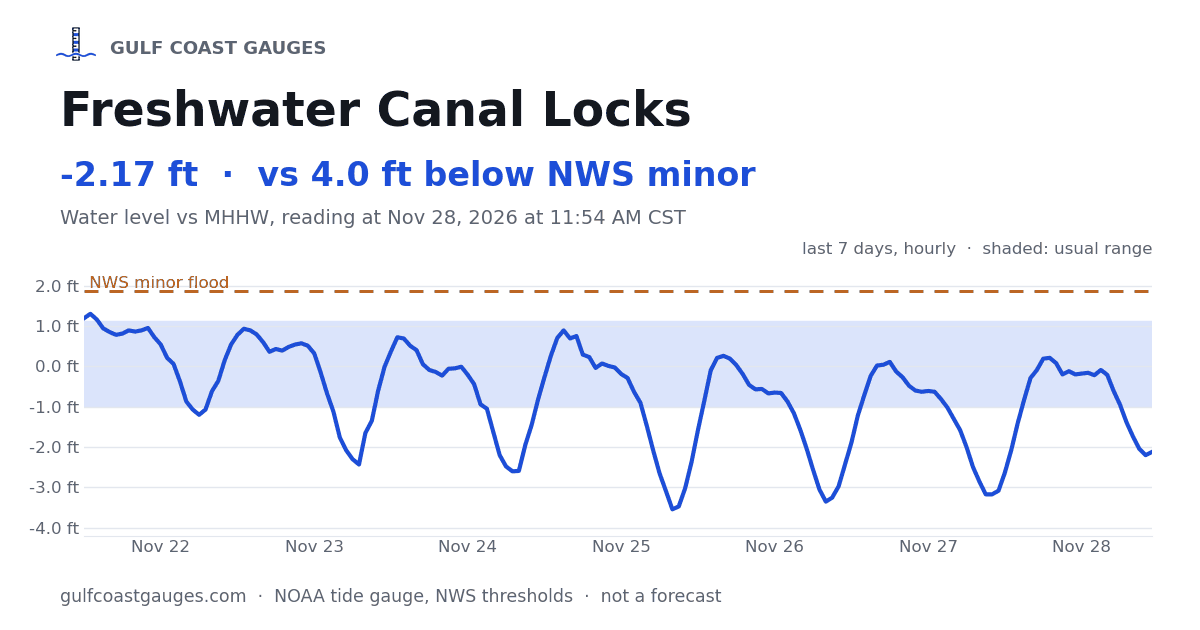 GULF COAST GAUGES
Freshwater Canal Locks
-2.17 ft · vs 4.0 ft below NWS minor
Water level vs MHHW, reading at Nov 28, 2026 at 11:54 AM CST
last 7 days, hourly · shaded: usual range
NWS minor flood
2.0 ft
1.0 ft
0.0 ft
-1.0 ft
-2.0 ft
-3.0 ft
-4.0 ft
Nov 22 Nov 23 Nov 24 Nov 25 Nov 26 Nov 27 Nov 28
gulfcoastgauges.com · NOAA tide gauge, NWS thresholds · not a forecast